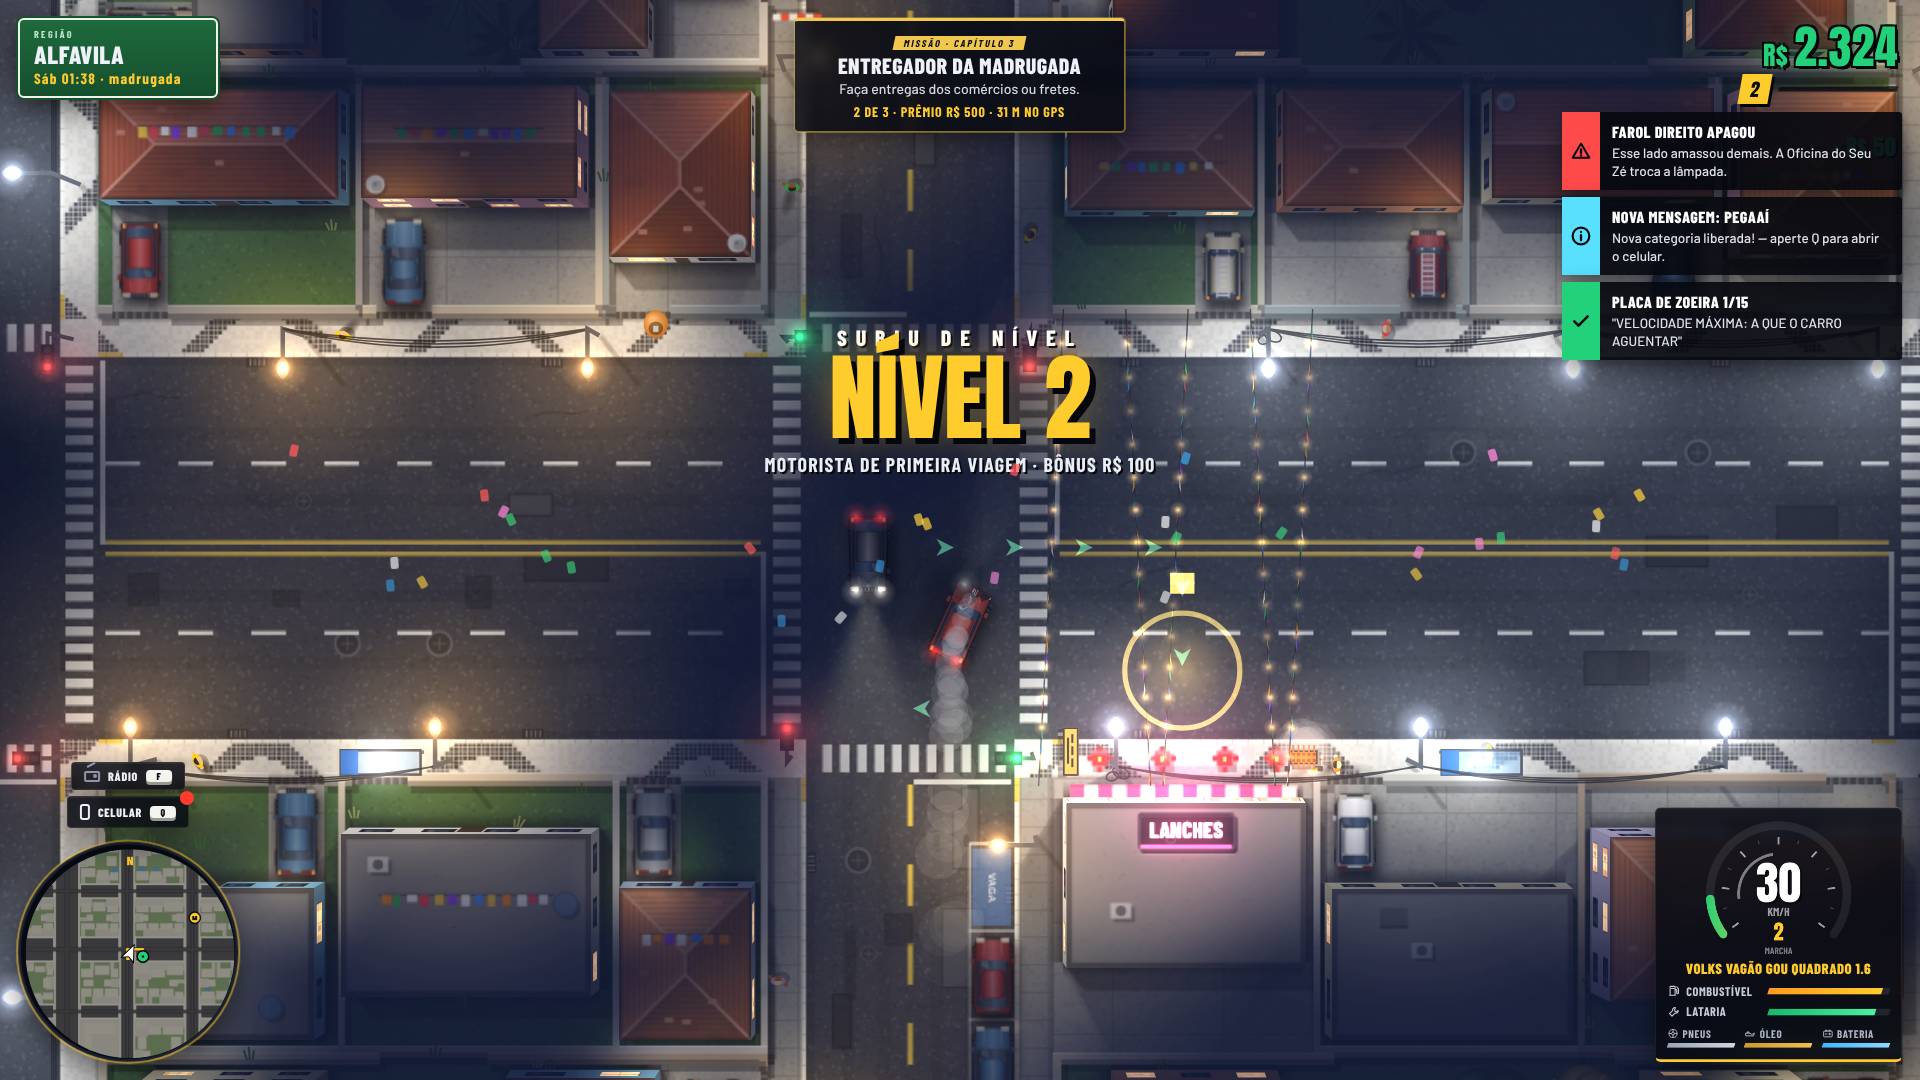 REGIÃO
ALFAVILA
Sáb 01:38 · madrugada
MISSÃO · CAPÍTULO 3
ENTREGADOR DA MADRUGADA
Faça entregas dos comércios ou fretes.
2 DE 3 · PRÊMIO R$ 500 · 31 M NO GPS
R$ 2.324
2
FAROL DIREITO APAGOU
Esse lado amassou demais. A Oficina do Seu
Zé troca a lâmpada.
NOVA MENSAGEM: PEGAAÍ
Nova categoria liberada! — aperte Q para abrir
o celular.
PLACA DE ZOEIRA 1/15
"VELOCIDADE MÁXIMA: A QUE O CARRO
AGUENTAR"
SUBIU DE NÍVEL
NÍVEL 2
MOTORISTA DE PRIMEIRA VIAGEM · BÔNUS R$ 100
RÁDIO F
CELULAR Q
N
M
LANCHES
VAGA
30
KM/H
2
MARCHA
VOLKS VAGÃO GOU QUADRADO 1.6
COMBUSTÍVEL
LATARIA
PNEUS ÓLEO BATERIA